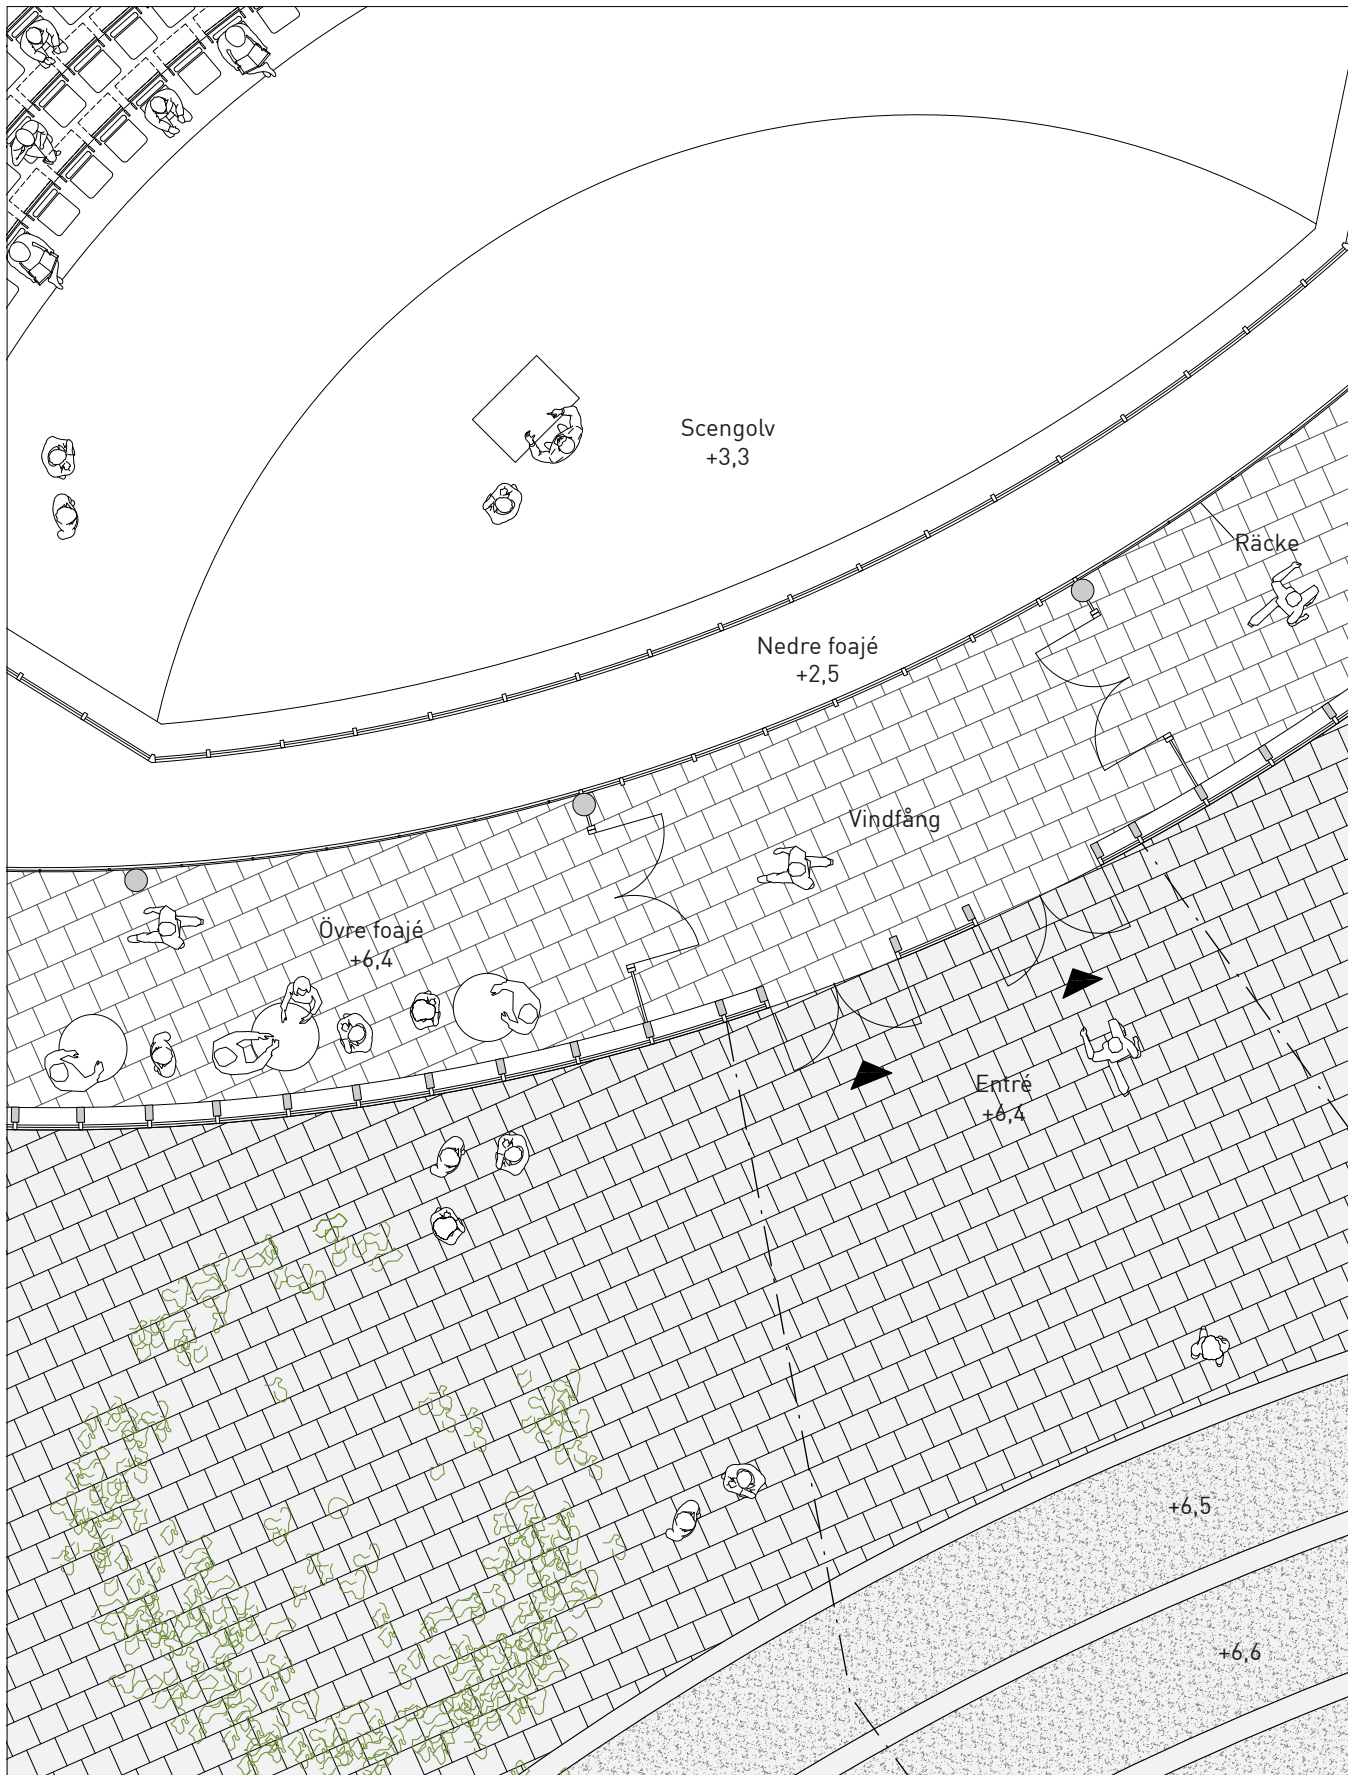 Scengolv
+3,3
Räcke
Nedre foajé
+2,5
Vindfång
Övre foajé
+6,4
Entré
+6,4
+6,5
+6,6